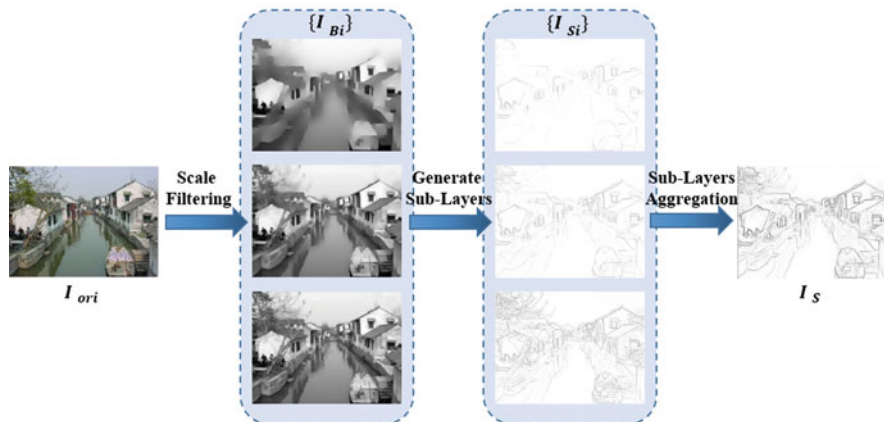 {I Bi}
{I Si}
Scale
Filtering
Generate
Sub-Layers
Sub-Layers
Aggregation
I ori
I S